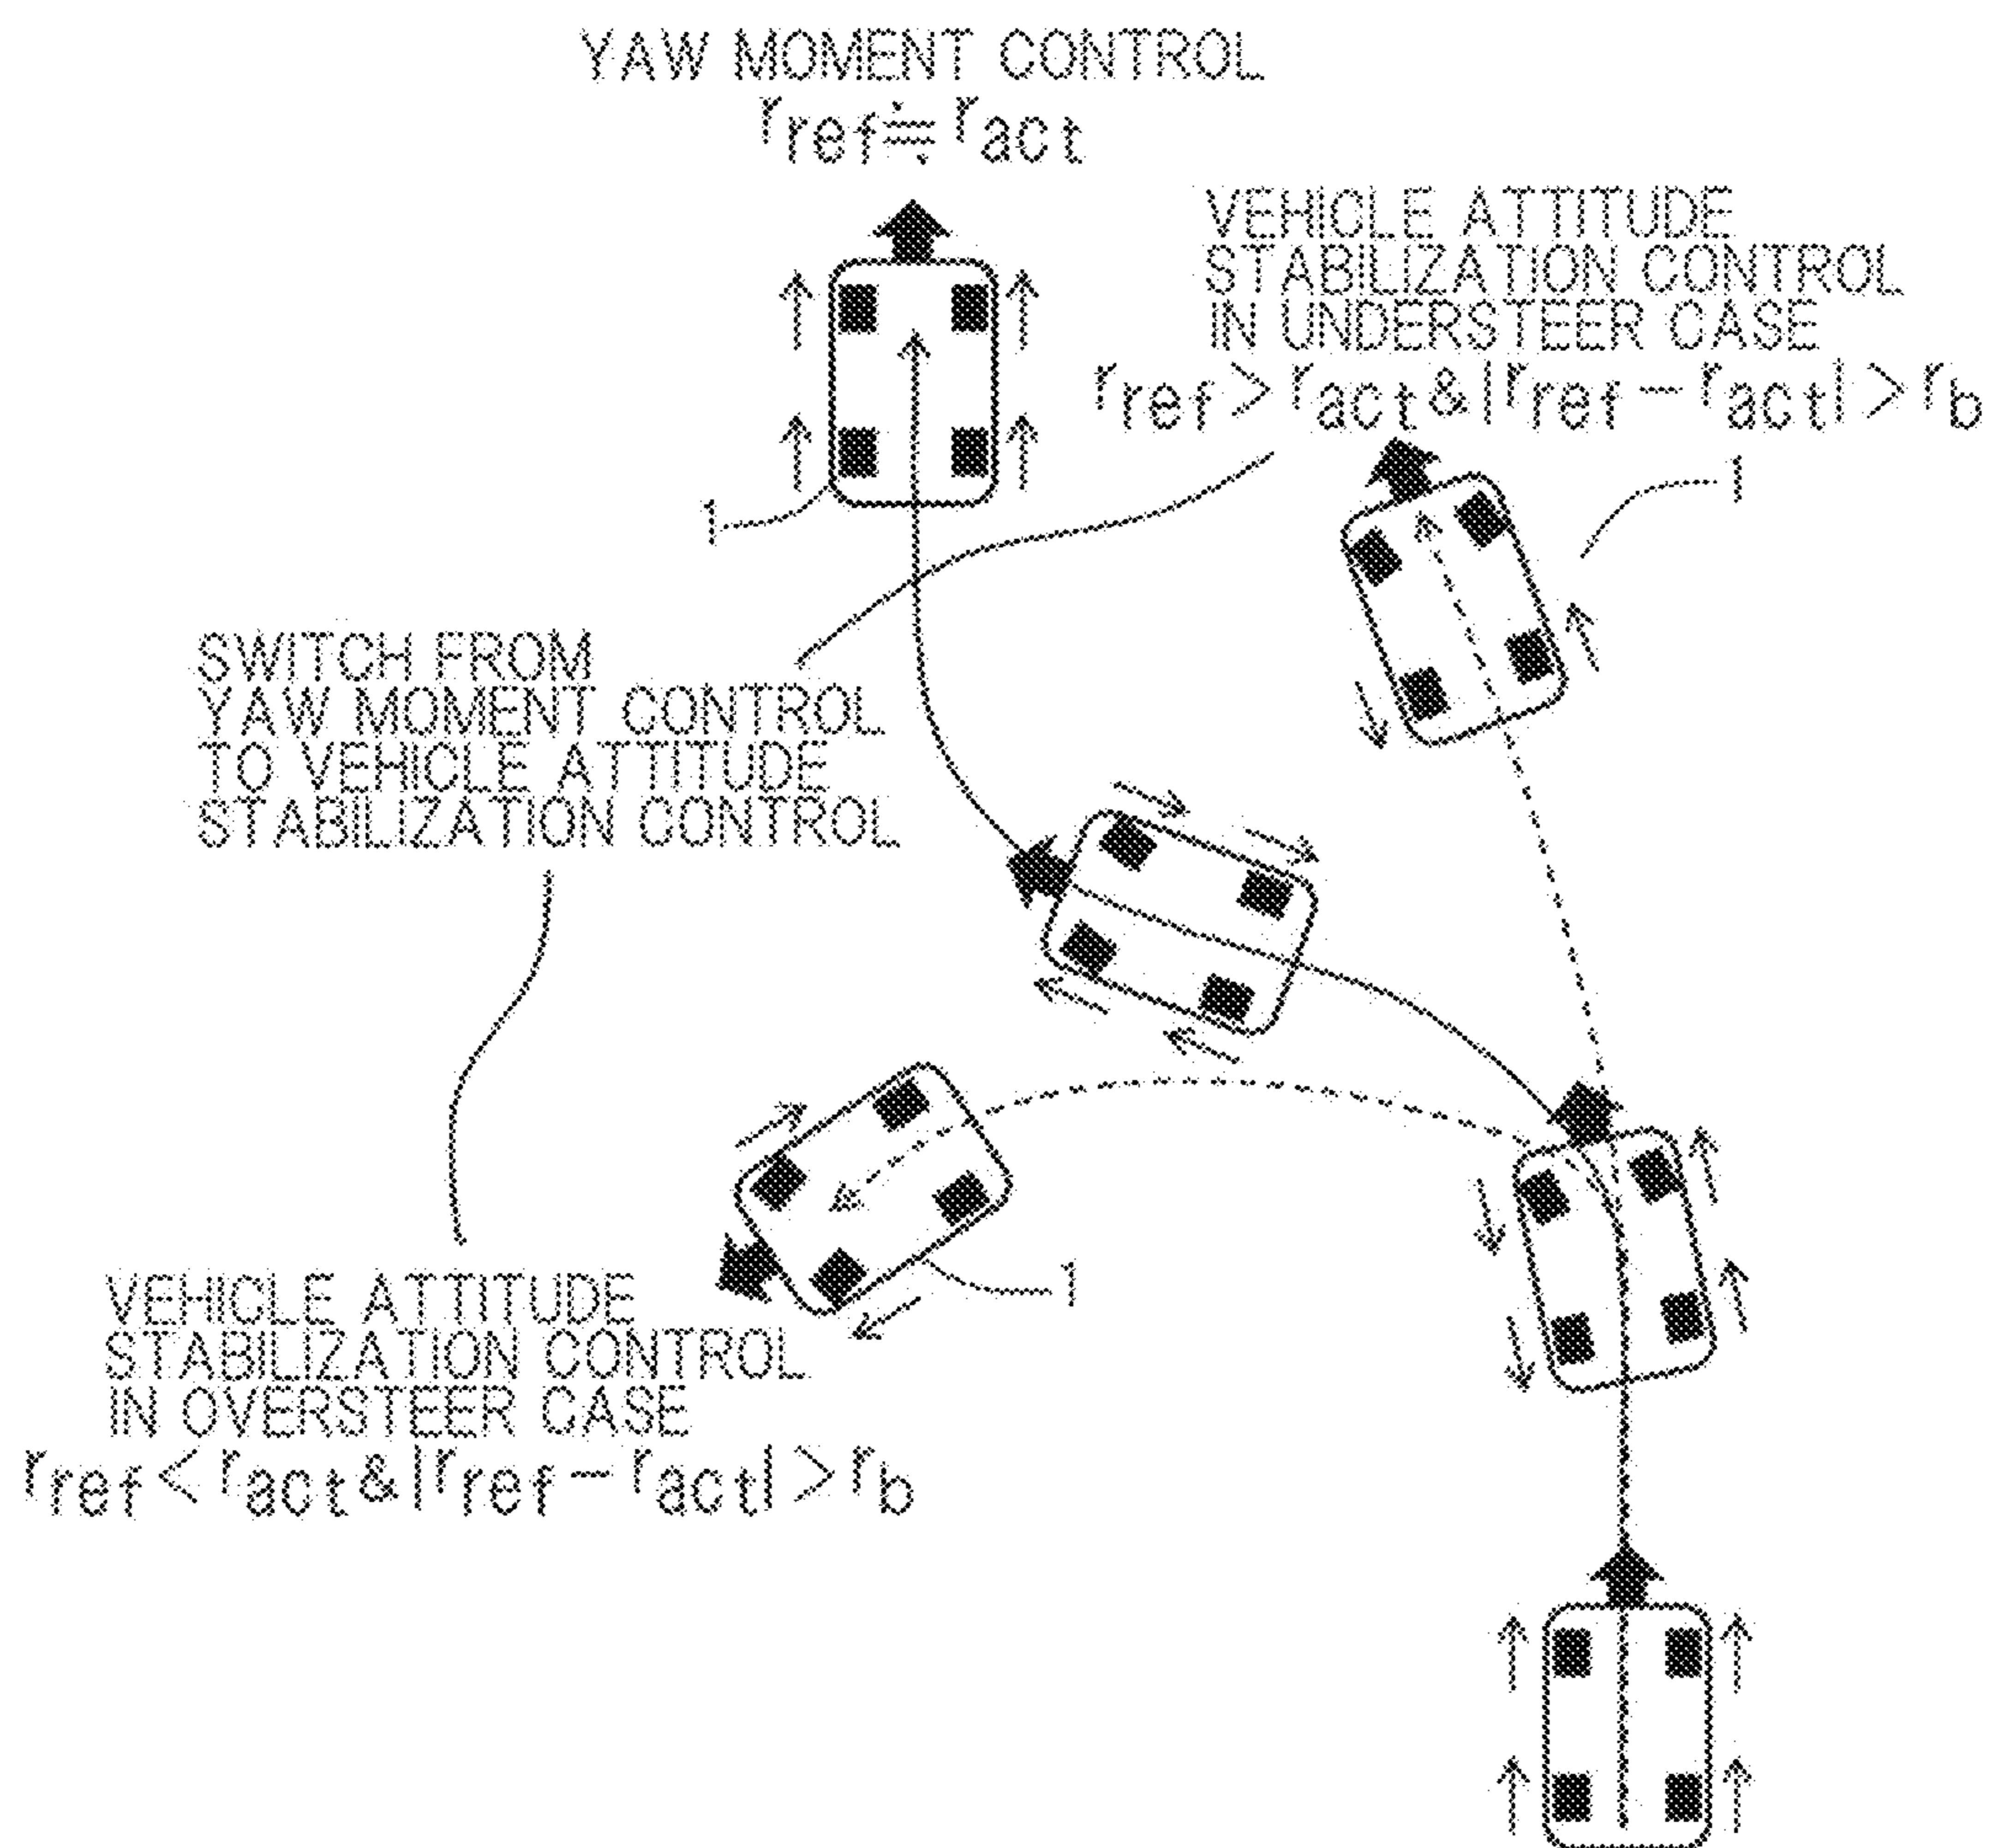 YAW MOMENT CONTROL
rref≒ract
VEHICLE ATTITUDE
STABILIZATION CONTROL
IN UNDERSTEER CASE
rref>ract&|rref−ract|>rb
1
1
SWITCH FROM
YAW MOMENT CONTROL
TO VEHICLE ATTITUDE
STABILIZATION CONTROL
1
VEHICLE ATTITUDE
STABILIZATION CONTROL
IN OVERSTEER CASE
rref<ract&|rref−ract|>rb